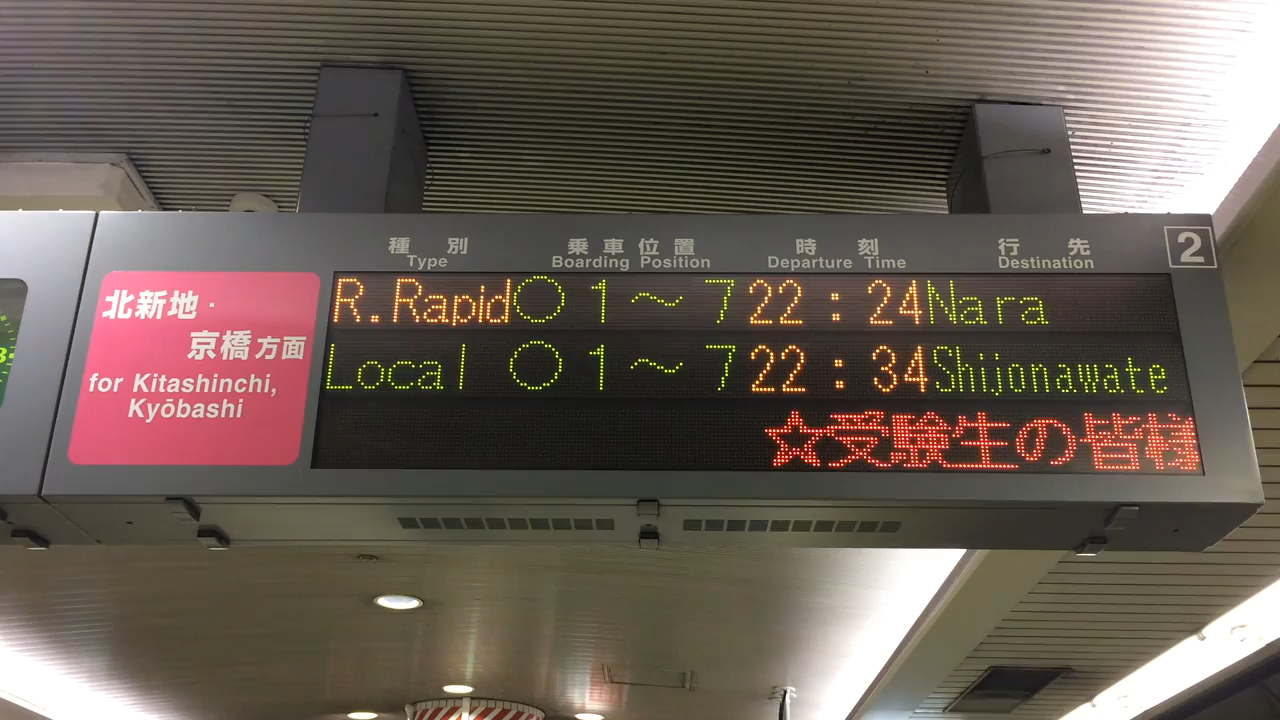 種別 乗車位置 時刻 行先 2
Type Boarding Position Departure Time Destination
北新地・
京橋方面
for Kitashinchi,
Kyōbashi
R.Rapid ○ 1～7 22:24 Nara
Local ○ 1～7 22:34 Shijonawate
☆受験生の皆様